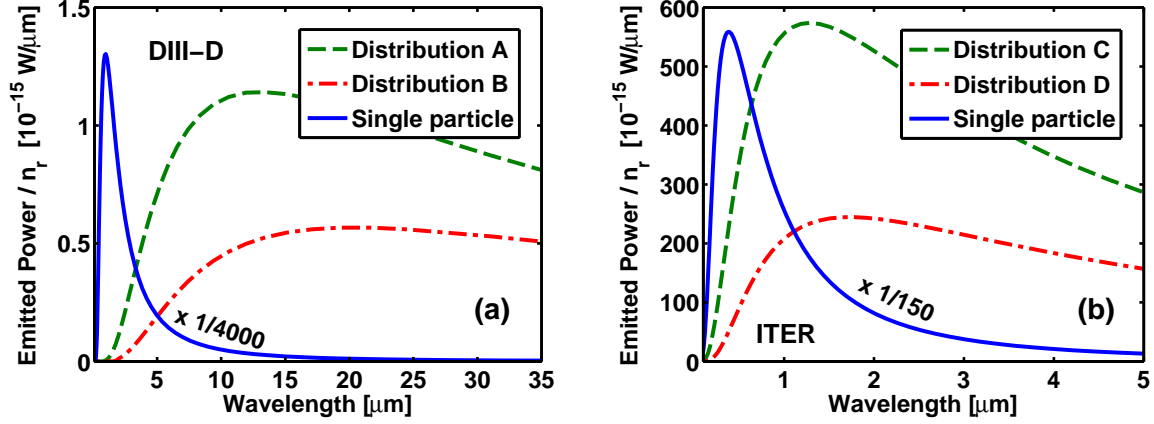 Emitted Power / n_r [10^-15 W/μm]
1.5
1
0.5
0
DIII-D
Distribution A
Distribution B
Single particle
x 1/4000
(a)
5 10 15 20 25 30 35
Wavelength [μm]
Emitted Power / n_r [10^-15 W/μm]
600
500
400
300
200
100
0
Distribution C
Distribution D
Single particle
x 1/150
ITER
(b)
1 2 3 4 5
Wavelength [μm]